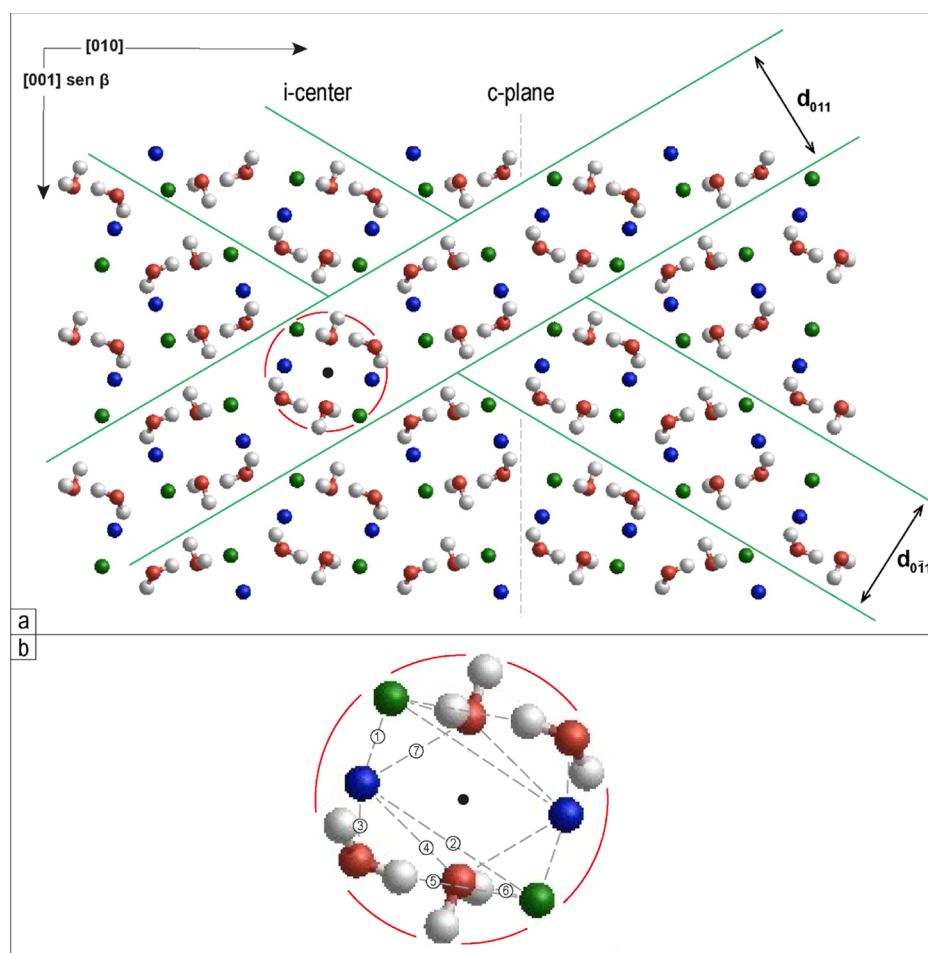 [010]
[001] sen β
i-center
c-plane
d011
d01̅1
a
b
1
7
3
2
4
5
6